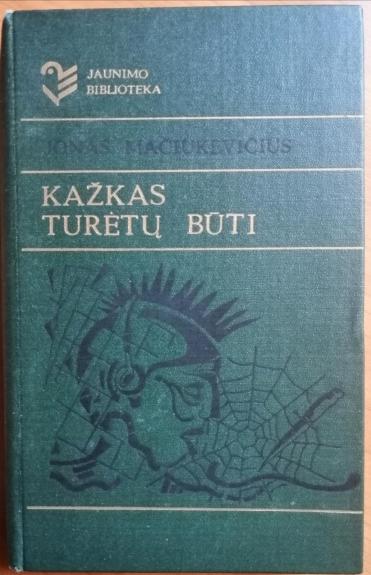 JAUNIMO
BIBLIOTEKA
JONAS MAČIUKEVIČIUS
KAŽKAS
TURĖTŲ BŪTI